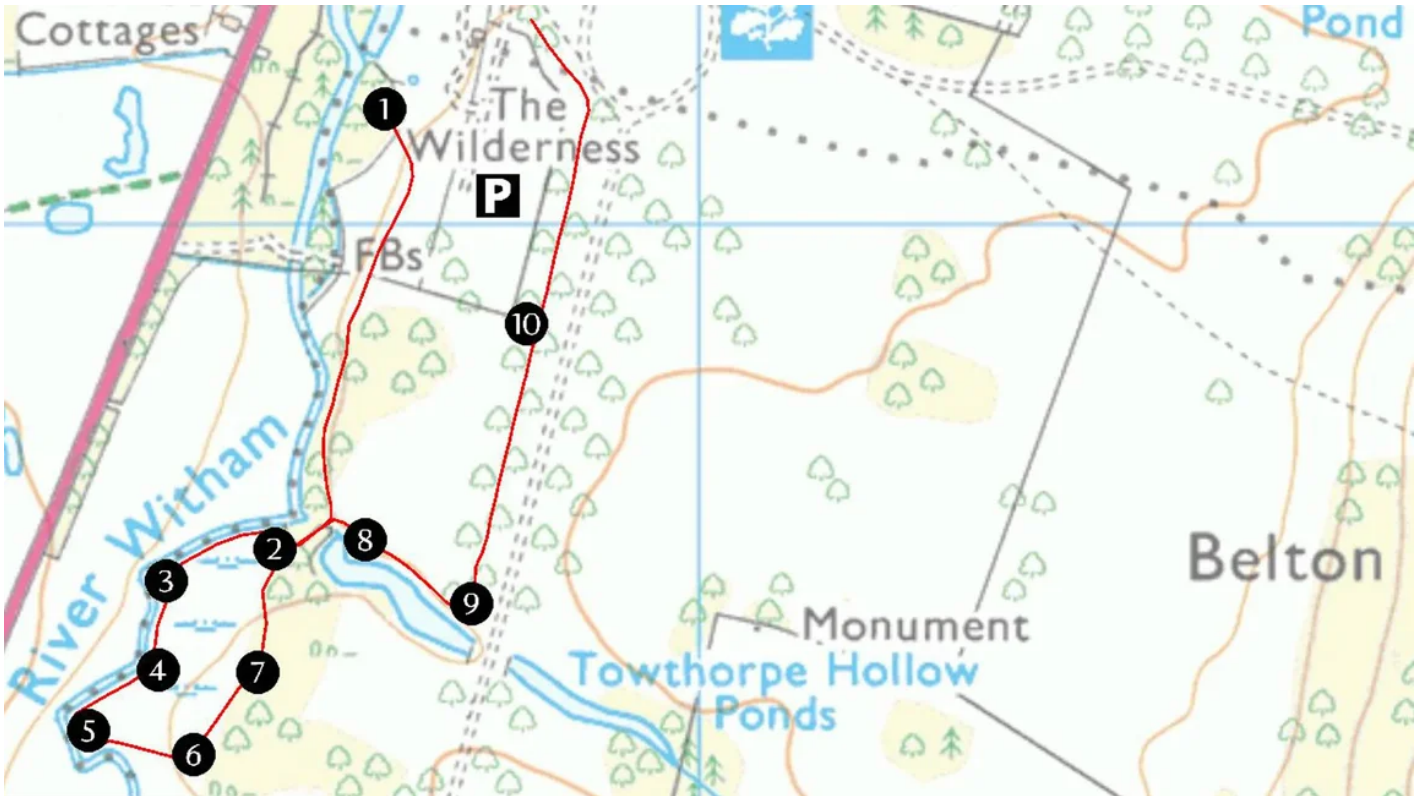 Cottages
Pond
1
The
Wilderness
P
FBs
10
River Witham
2
8
3
9
Belton
Monument
4
7
Towthorpe Hollow
Ponds
5
6